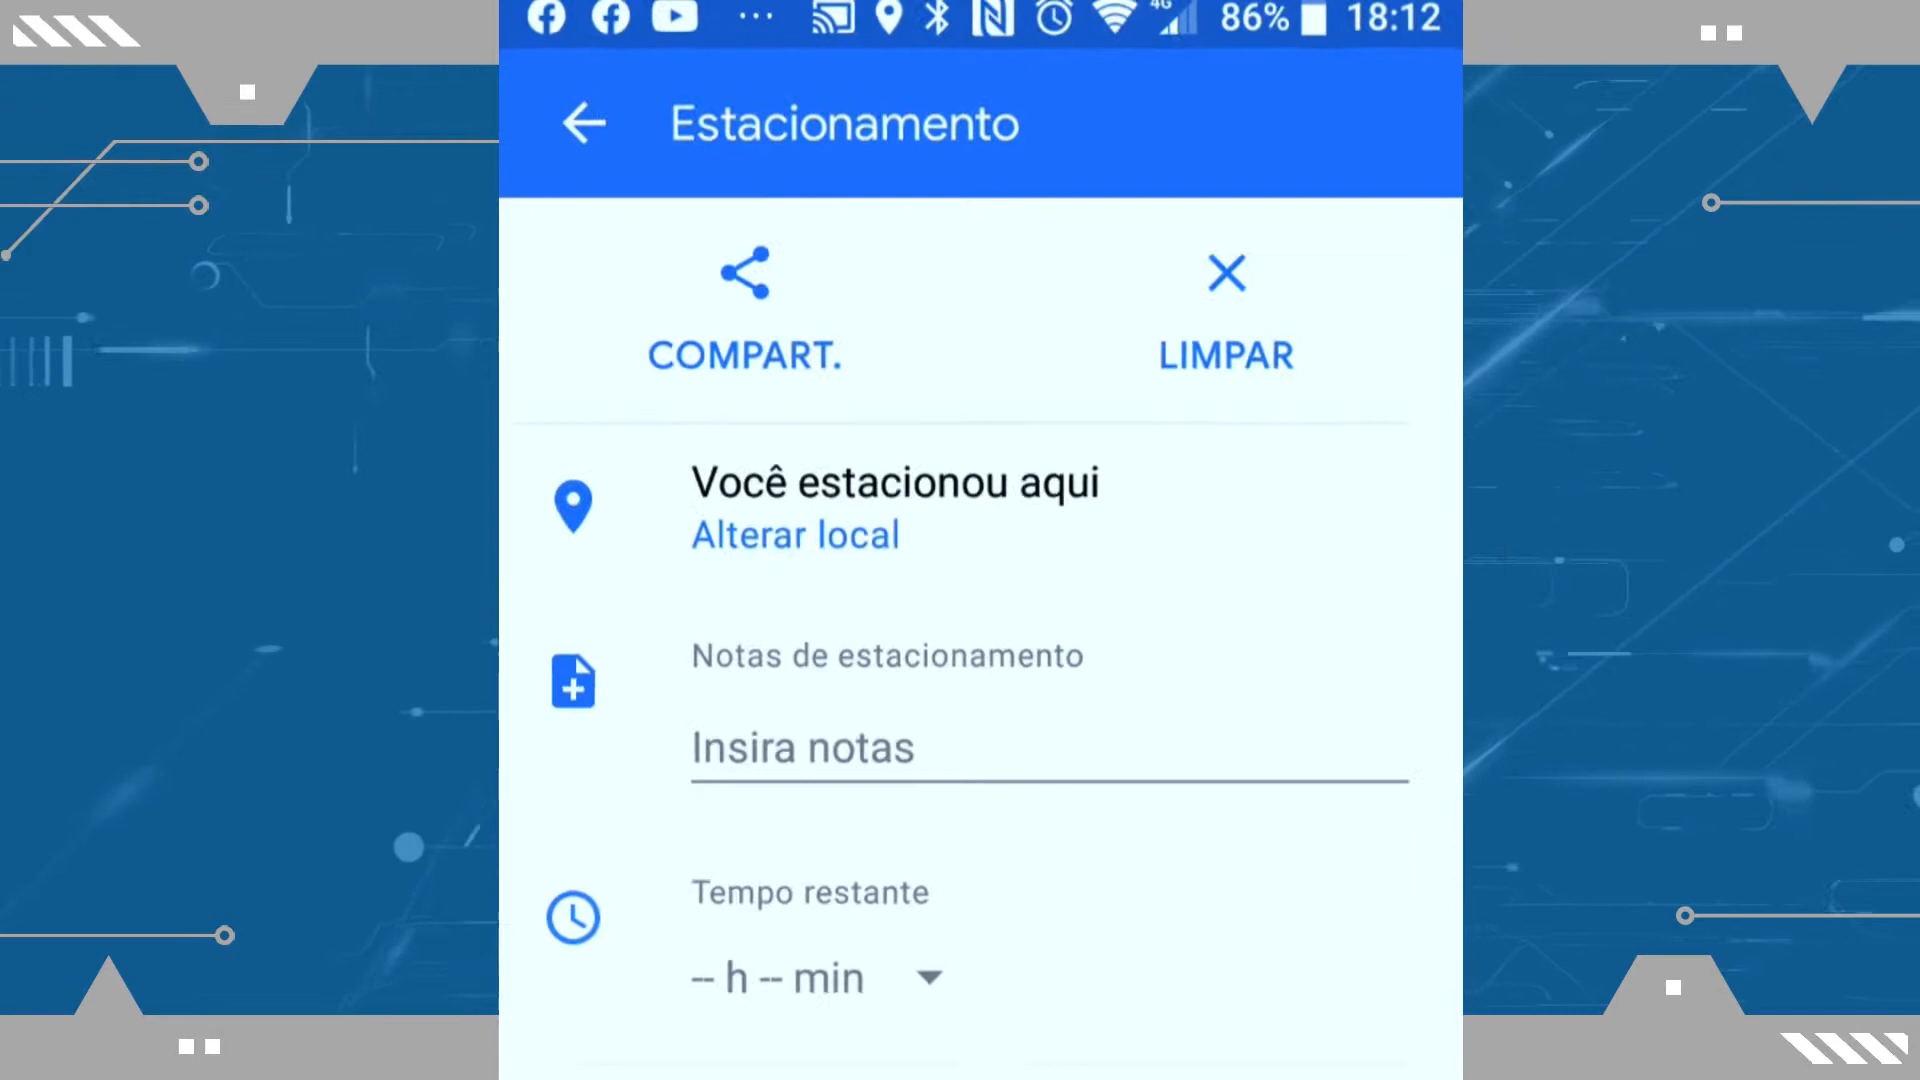 4G 86% 18:12
Estacionamento
COMPART. LIMPAR
Você estacionou aqui
Alterar local
Notas de estacionamento
Insira notas
Tempo restante
-- h -- min